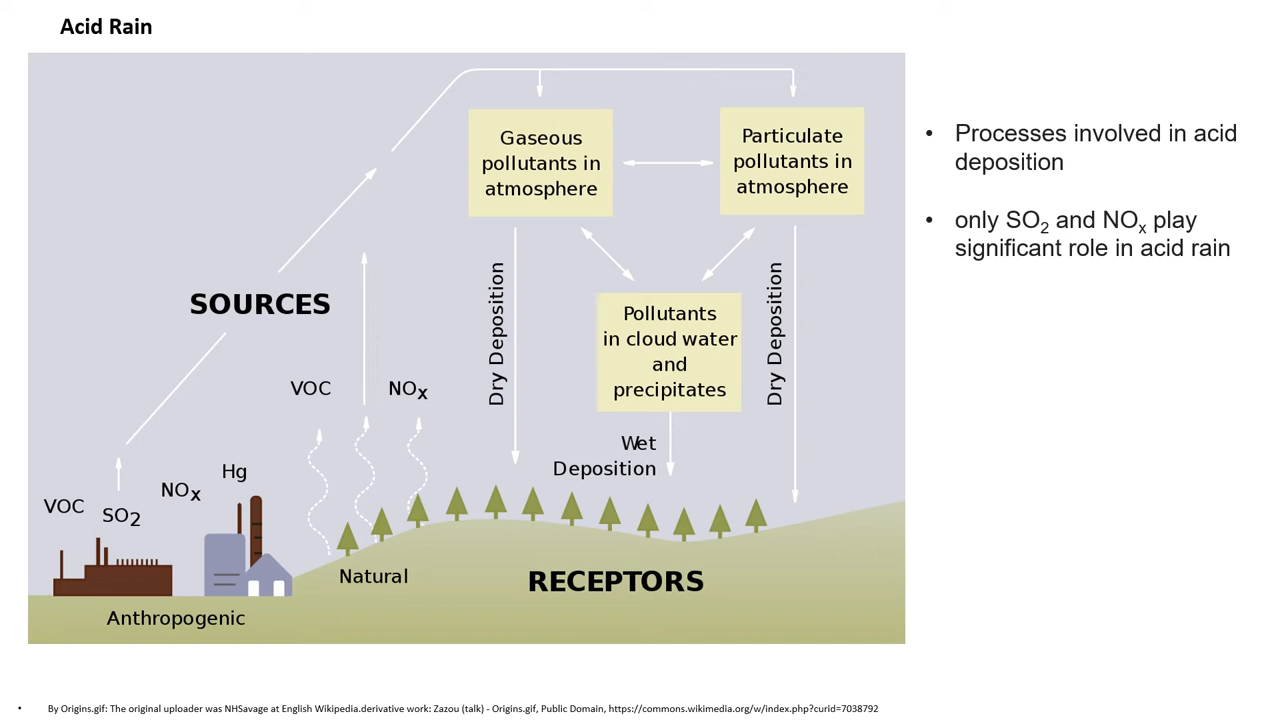 Acid Rain
Gaseous
pollutants in
atmosphere
Particulate
pollutants in
atmosphere
SOURCES
Dry Deposition
Pollutants
in cloud water
and
precipitates
Dry Deposition
VOC
NOx
Wet
Deposition
Hg
NOx
VOC
SO2
Natural
RECEPTORS
Anthropogenic
• Processes involved in acid
deposition
• only SO2 and NOx play
significant role in acid rain
• By Origins.gif: The original uploader was NHSavage at English Wikipedia.derivative work: Zazou (talk) - Origins.gif, Public Domain, https://commons.wikimedia.org/w/index.php?curid=7038792